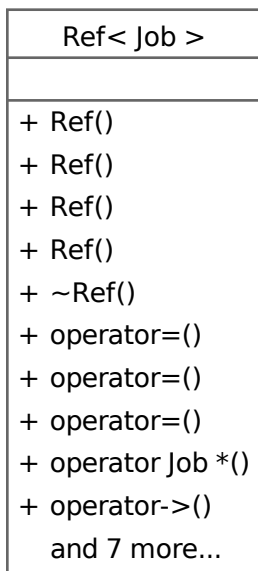 Ref< Job >
+ Ref()
+ Ref()
+ Ref()
+ Ref()
+ ~Ref()
+ operator=()
+ operator=()
+ operator=()
+ operator Job *()
+ operator->()
and 7 more...